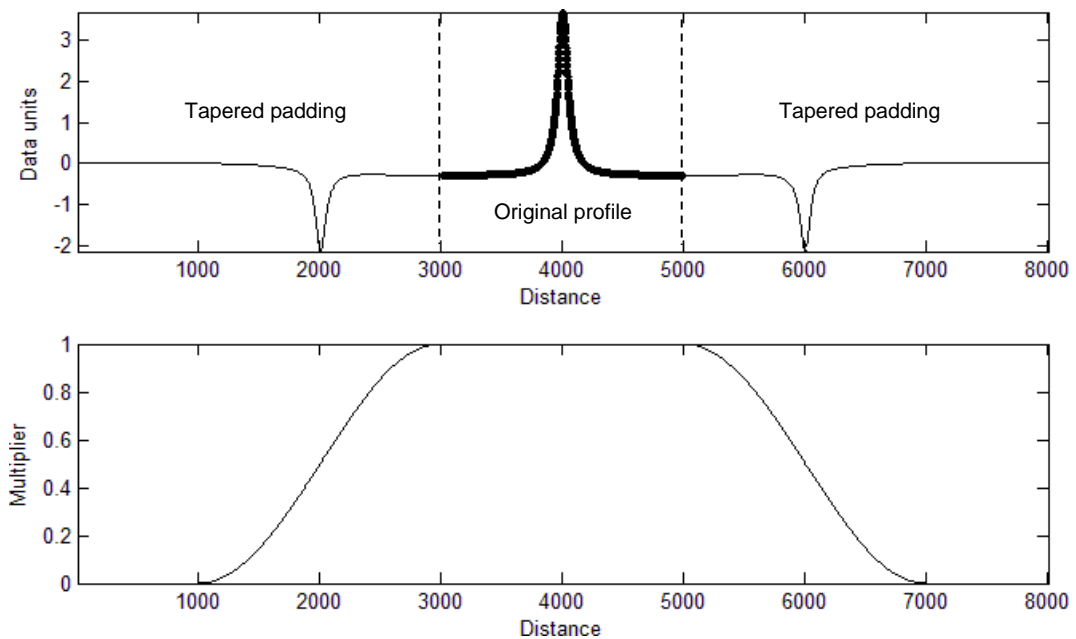 3
2
1
0
-1
-2
Data units
Tapered padding
Original profile
Tapered padding
1000 2000 3000 4000 5000 6000 7000 8000
Distance
1
0.8
0.6
0.4
0.2
0
Multiplier
1000 2000 3000 4000 5000 6000 7000 8000
Distance